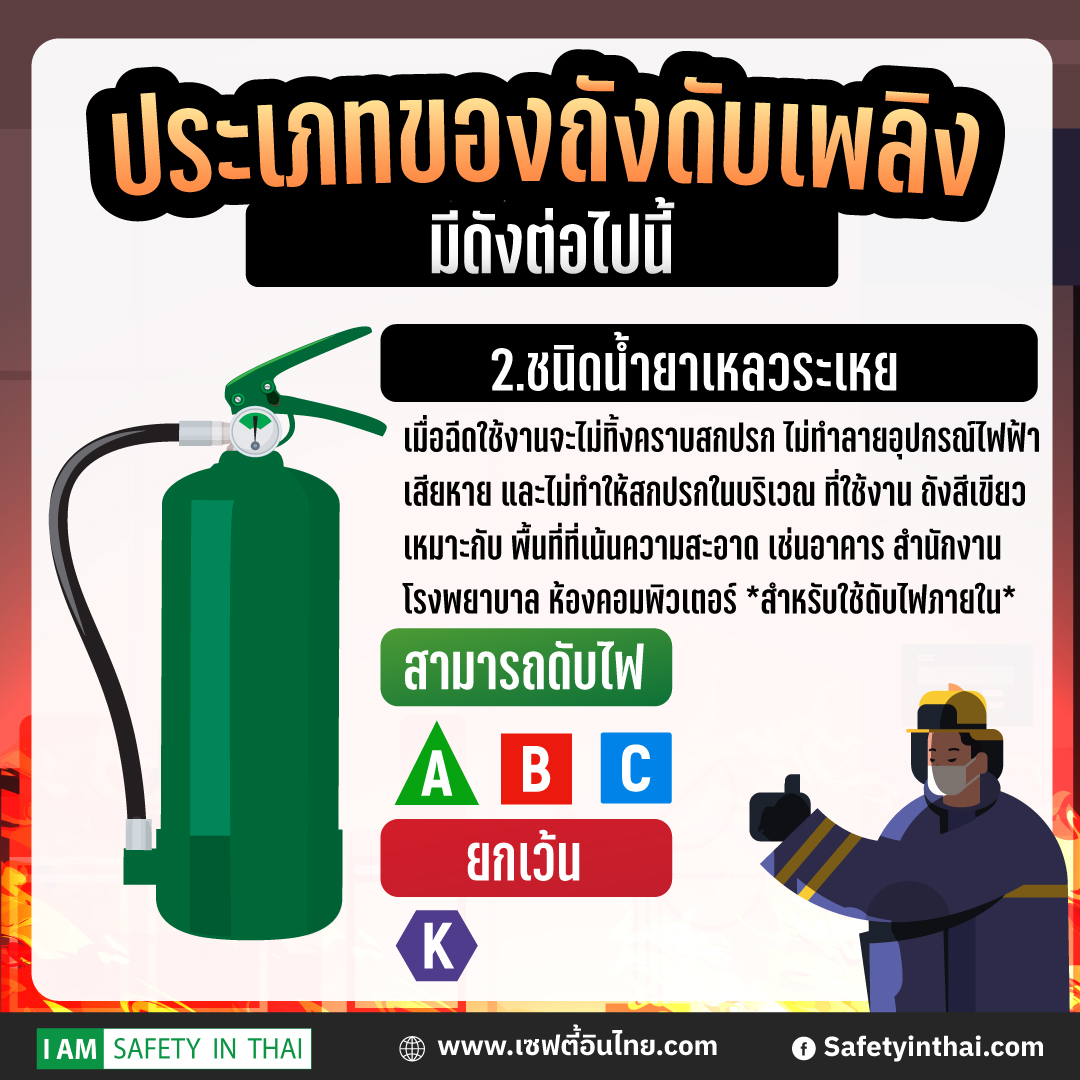 ประเภทของถังดับเพลิง
มีดังต่อไปนี้
2.ชนิดน้ำยาเหลวระเหย
เมื่อฉีดใช้งานจะไม่ทิ้งคราบสกปรก ไม่ทำลายอุปกรณ์ไฟฟ้า
เสียหาย และไม่ทำให้สกปรกในบริเวณ ที่ใช้งาน ถังสีเขียว
เหมาะกับ พื้นที่ที่เน้นความสะอาด เช่นอาคาร สำนักงาน
โรงพยาบาล ห้องคอมพิวเตอร์ *สำหรับใช้ดับไฟภายใน*
สามารถดับไฟ
A B C
ยกเว้น
K
I AM SAFETY IN THAI www.เซฟตี้อินไทย.com Safetyinthai.com